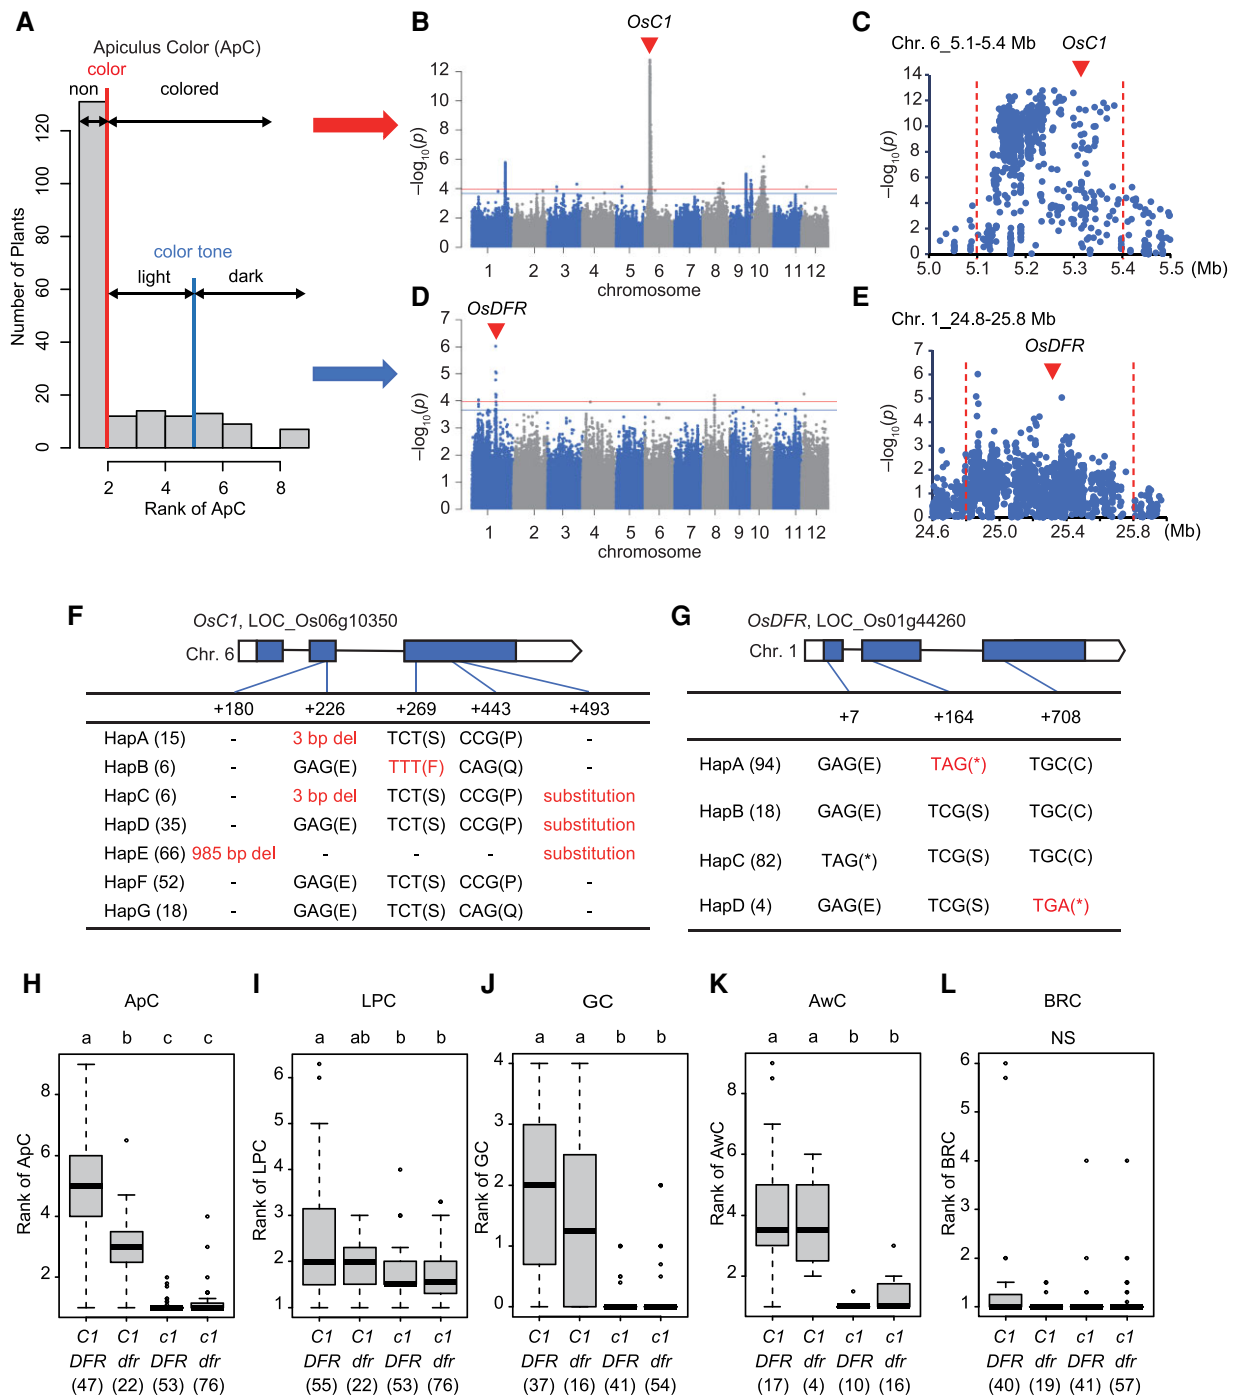 A
Apiculus Color (ApC)
color
non
colored
color tone
light
dark
Number of Plants
0
20
40
60
80
100
120
2
4
6
8
Rank of ApC
B
OsC1
−log10(p)
12
10
8
6
4
2
0
1 2 3 4 5 6 7 8 9 10 11 12
chromosome
C
Chr. 6_5.1-5.4 Mb
OsC1
−log10(p)
14
12
10
8
6
4
2
0
5.0 5.1 5.2 5.3 5.4 5.5 (Mb)
D
OsDFR
−log10(p)
7
6
5
4
3
2
1
0
1 2 3 4 5 6 7 8 9 10 11 12
chromosome
E
Chr. 1_24.8-25.8 Mb
OsDFR
−log10(p)
7
6
5
4
3
2
1
0
24.6 25.0 25.4 25.8 (Mb)
F
OsC1, LOC_Os06g10350
Chr. 6
+180 +226 +269 +443 +493
HapA (15) - 3 bp del TCT(S) CCG(P) -
HapB (6) - GAG(E) TTT(F) CAG(Q) -
HapC (6) - 3 bp del TCT(S) CCG(P) substitution
HapD (35) - GAG(E) TCT(S) CCG(P) substitution
HapE (66) 985 bp del - - - substitution
HapF (52) - GAG(E) TCT(S) CCG(P) -
HapG (18) - GAG(E) TCT(S) CAG(Q) -
G
OsDFR, LOC_Os01g44260
Chr. 1
+7 +164 +708
HapA (94) GAG(E) TAG(*) TGC(C)
HapB (18) GAG(E) TCG(S) TGC(C)
HapC (82) TAG(*) TCG(S) TGC(C)
HapD (4) GAG(E) TCG(S) TGA(*)
H
ApC
a b c c
Rank of ApC
8
6
4
2
C1 C1 c1 c1
DFR dfr DFR dfr
(47) (22) (53) (76)
I
LPC
a ab b b
Rank of LPC
6
5
4
3
2
1
C1 C1 c1 c1
DFR dfr DFR dfr
(55) (22) (53) (76)
J
GC
a a b b
Rank of GC
4
3
2
1
0
C1 C1 c1 c1
DFR dfr DFR dfr
(37) (16) (41) (54)
K
AwC
a a b b
Rank of AwC
8
6
4
2
C1 C1 c1 c1
DFR dfr DFR dfr
(17) (4) (10) (16)
L
BRC
NS
Rank of BRC
6
5
4
3
2
1
C1 C1 c1 c1
DFR dfr DFR dfr
(40) (19) (41) (57)